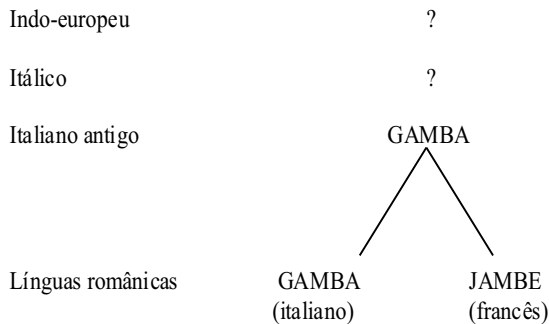 Indo-europeu ?
Itálico ?
Italiano antigo GAMBA
Línguas românicas GAMBA JAMBE
(italiano) (francês)